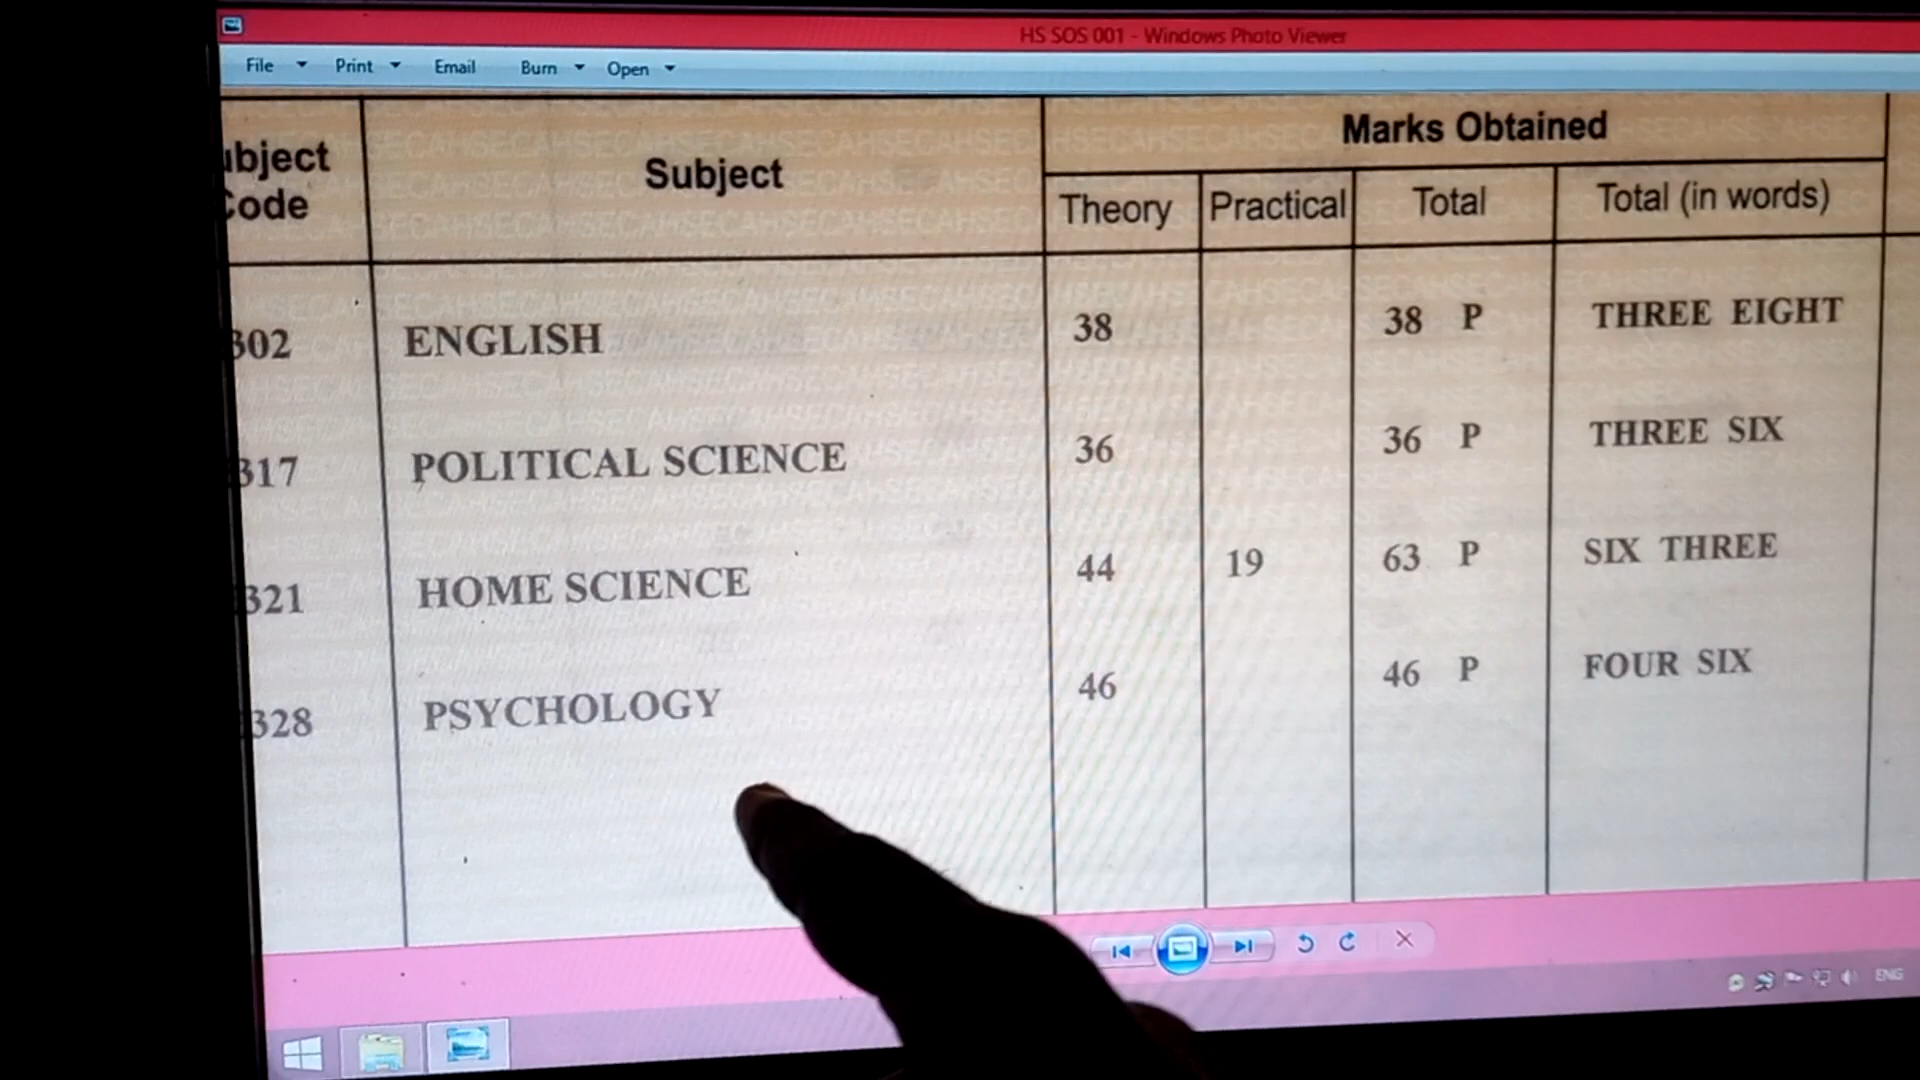 HS SOS 001 - Windows Photo Viewer
File Print Email Burn Open
ubject Code
Subject
Marks Obtained
Theory Practical Total Total (in words)
302 ENGLISH 38 38 P THREE EIGHT
317 POLITICAL SCIENCE 36 36 P THREE SIX
321 HOME SCIENCE 44 19 63 P SIX THREE
328 PSYCHOLOGY 46 46 P FOUR SIX
ENG